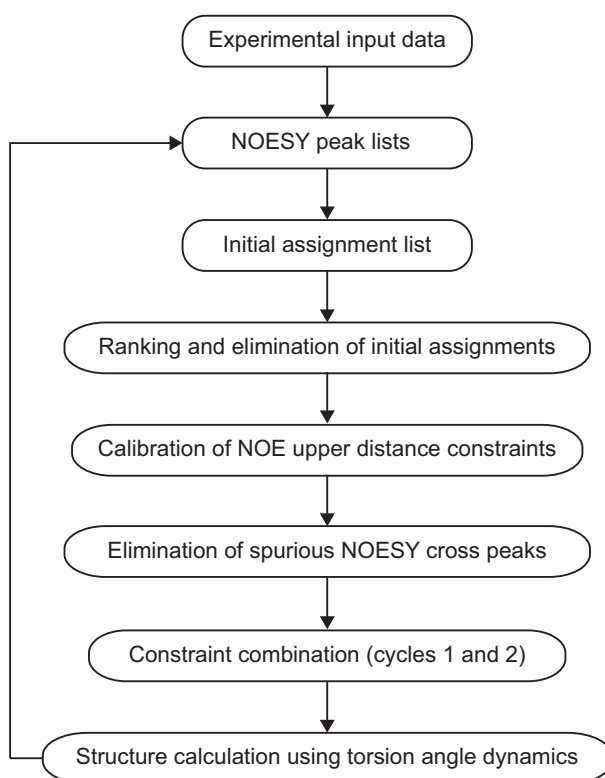 Experimental input data
NOESY peak lists
Initial assignment list
Ranking and elimination of initial assignments
Calibration of NOE upper distance constraints
Elimination of spurious NOESY cross peaks
Constraint combination (cycles 1 and 2)
Structure calculation using torsion angle dynamics